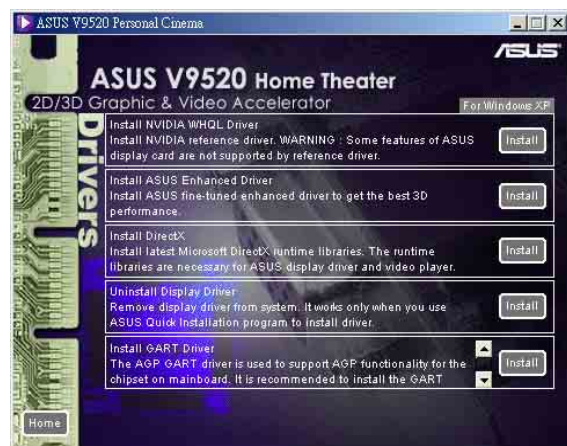 ASUS V9520 Personal Cinema
ASUS
ASUS V9520 Home Theater
2D/3D Graphic & Video Accelerator
For Windows XP
Drivers
Install NVIDIA WHQL Driver
Install NVIDIA reference driver. WARNING : Some features of ASUS
display card are not supported by reference driver.
Install
Install ASUS Enhanced Driver
Install ASUS fine-tuned enhanced driver to get the best 3D
performance.
Install
Install DirectX
Install latest Microsoft DirectX runtime libraries. The runtime
libraries are necessary for ASUS display driver and video player.
Install
Uninstall Display Driver
Remove display driver from system. It works only when you use
ASUS Quick Installation program to install driver.
Install
Install GART Driver
The AGP GART driver is used to support AGP functionality for the
chipset on mainboard. It is recommended to install the GART
Install
Home